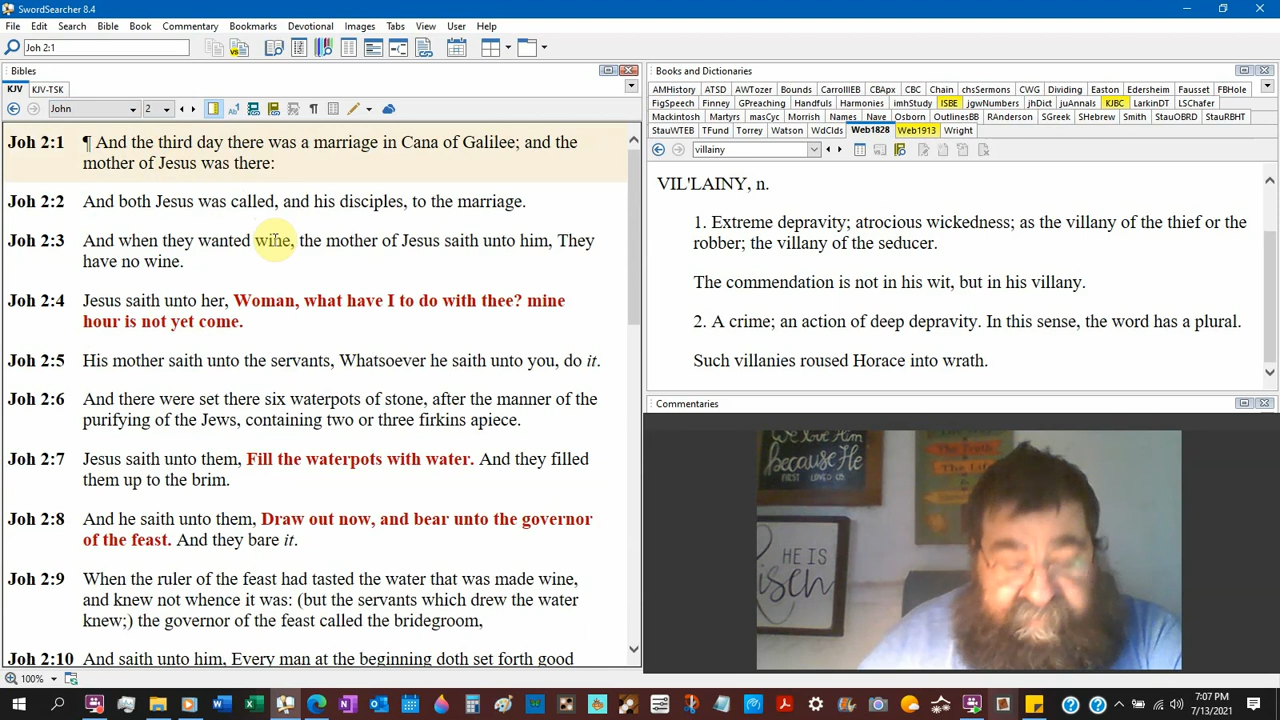 SwordSearcher 8.4
File Edit Search Bible Book Commentary Bookmarks Devotional Images Tabs View User Help
Joh 2:1
Bibles
KJV KJV-TSK
John 2
Joh 2:1 ¶ And the third day there was a marriage in Cana of Galilee; and the
mother of Jesus was there:
Joh 2:2 And both Jesus was called, and his disciples, to the marriage.
Joh 2:3 And when they wanted wine, the mother of Jesus saith unto him, They
have no wine.
Joh 2:4 Jesus saith unto her, Woman, what have I to do with thee? mine
hour is not yet come.
Joh 2:5 His mother saith unto the servants, Whatsoever he saith unto you, do it.
Joh 2:6 And there were set there six waterpots of stone, after the manner of the
purifying of the Jews, containing two or three firkins apiece.
Joh 2:7 Jesus saith unto them, Fill the waterpots with water. And they filled
them up to the brim.
Joh 2:8 And he saith unto them, Draw out now, and bear unto the governor
of the feast. And they bare it.
Joh 2:9 When the ruler of the feast had tasted the water that was made wine,
and knew not whence it was: (but the servants which drew the water
knew;) the governor of the feast called the bridegroom,
Joh 2:10 And saith unto him, Every man at the beginning doth set forth good
100%
Books and Dictionaries
AMHistory ATSD AWTozer Bounds CarrollIEB CBApx CBC Chain chsSermons CWG Dividing Easton Edersheim Fausset FBHole
FigSpeech Finney GPreaching Handfuls Harmonies imhStudy ISBE jgwNumbers jhDict juAnnals KJBC LarkinDT LSChafer
Mackintosh Martyrs masCyc Morrish Names Nave Osborn OutlinesBB RAnderson SGreek SHebrew Smith StauOBRD StauRBHT
StauWTEB TFund Torrey Watson WdClds Web1828 Web1913 Wright
villainy
VIL'LAINY, n.
1. Extreme depravity; atrocious wickedness; as the villany of the thief or the
robber; the villany of the seducer.
The commendation is not in his wit, but in his villany.
2. A crime; an action of deep depravity. In this sense, the word has a plural.
Such villanies roused Horace into wrath.
Commentaries
We love Him
because He
FIRST LOVED US
The Truth
The Life
HE IS
Risen
7:07 PM
7/13/2021